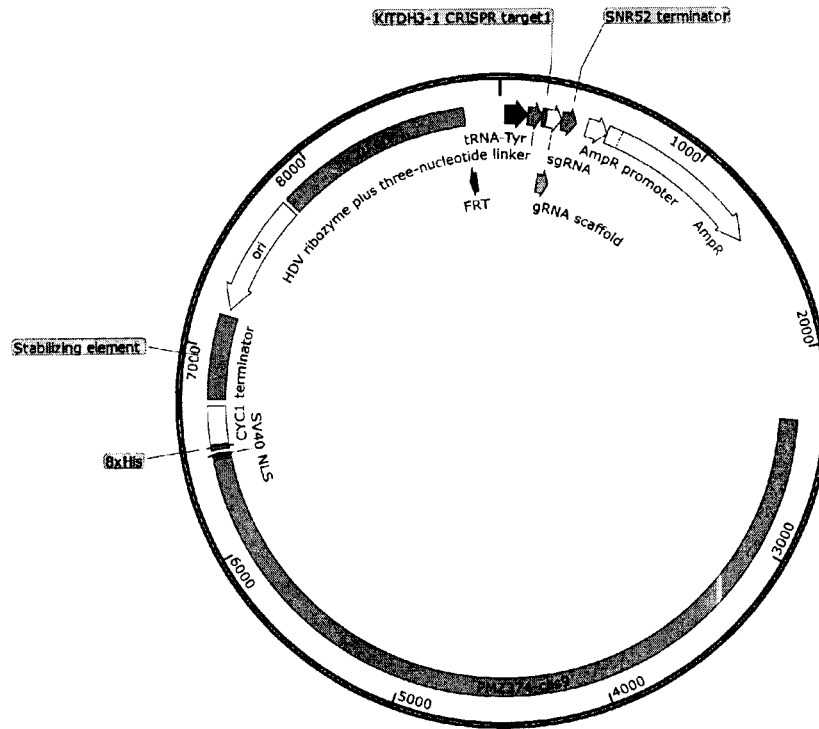 KlTDH3-1 CRISPR target1
SNR52 terminator
tRNA-Tyr
HDV ribozyme plus three-nucleotide linker
sgRNA
AmpR promoter
AmpR
FRT
gRNA scaffold
1000
2000
3000
4000
5000
6000
7000
8000
ori
Stabilizing element
CYC1 terminator
SV40 NLS
8xHis